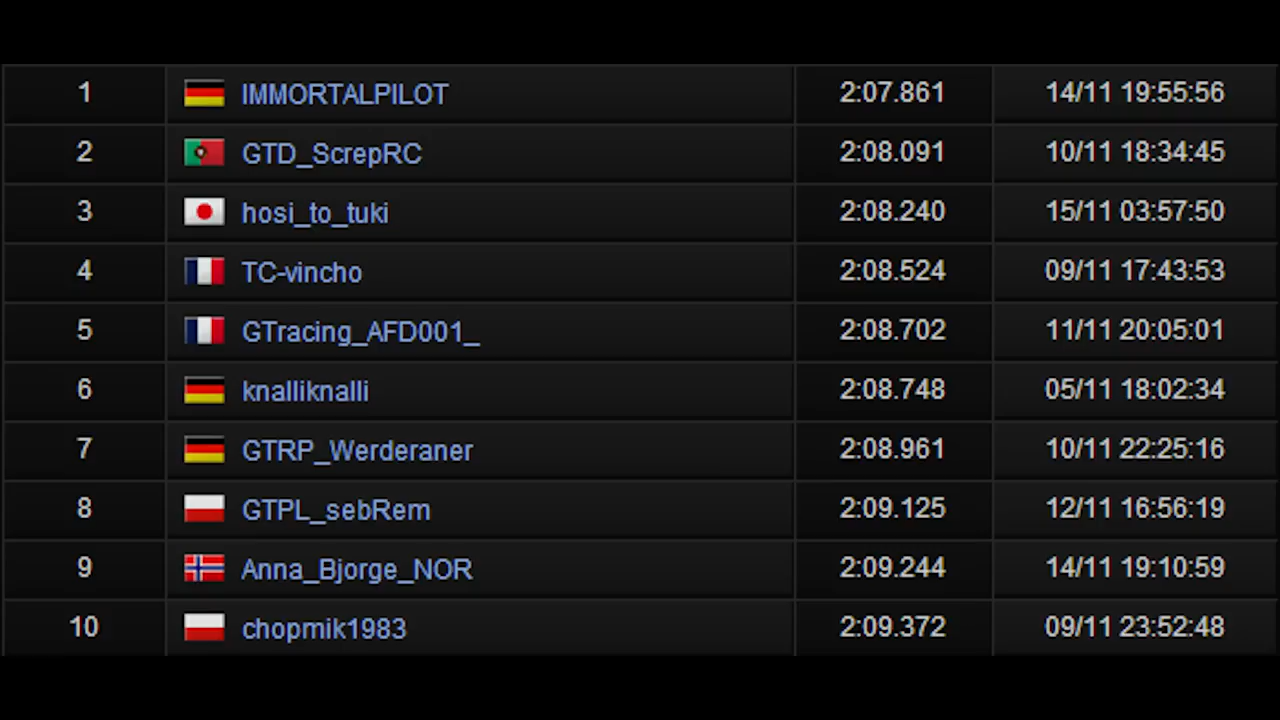 1 IMMORTALPILOT 2:07.861 14/11 19:55:56
2 GTD_ScrepRC 2:08.091 10/11 18:34:45
3 hosi_to_tuki 2:08.240 15/11 03:57:50
4 TC-vincho 2:08.524 09/11 17:43:53
5 GTracing_AFD001_ 2:08.702 11/11 20:05:01
6 knalliknalli 2:08.748 05/11 18:02:34
7 GTRP_Werderaner 2:08.961 10/11 22:25:16
8 GTPL_sebRem 2:09.125 12/11 16:56:19
9 Anna_Bjorge_NOR 2:09.244 14/11 19:10:59
10 chopmik1983 2:09.372 09/11 23:52:48